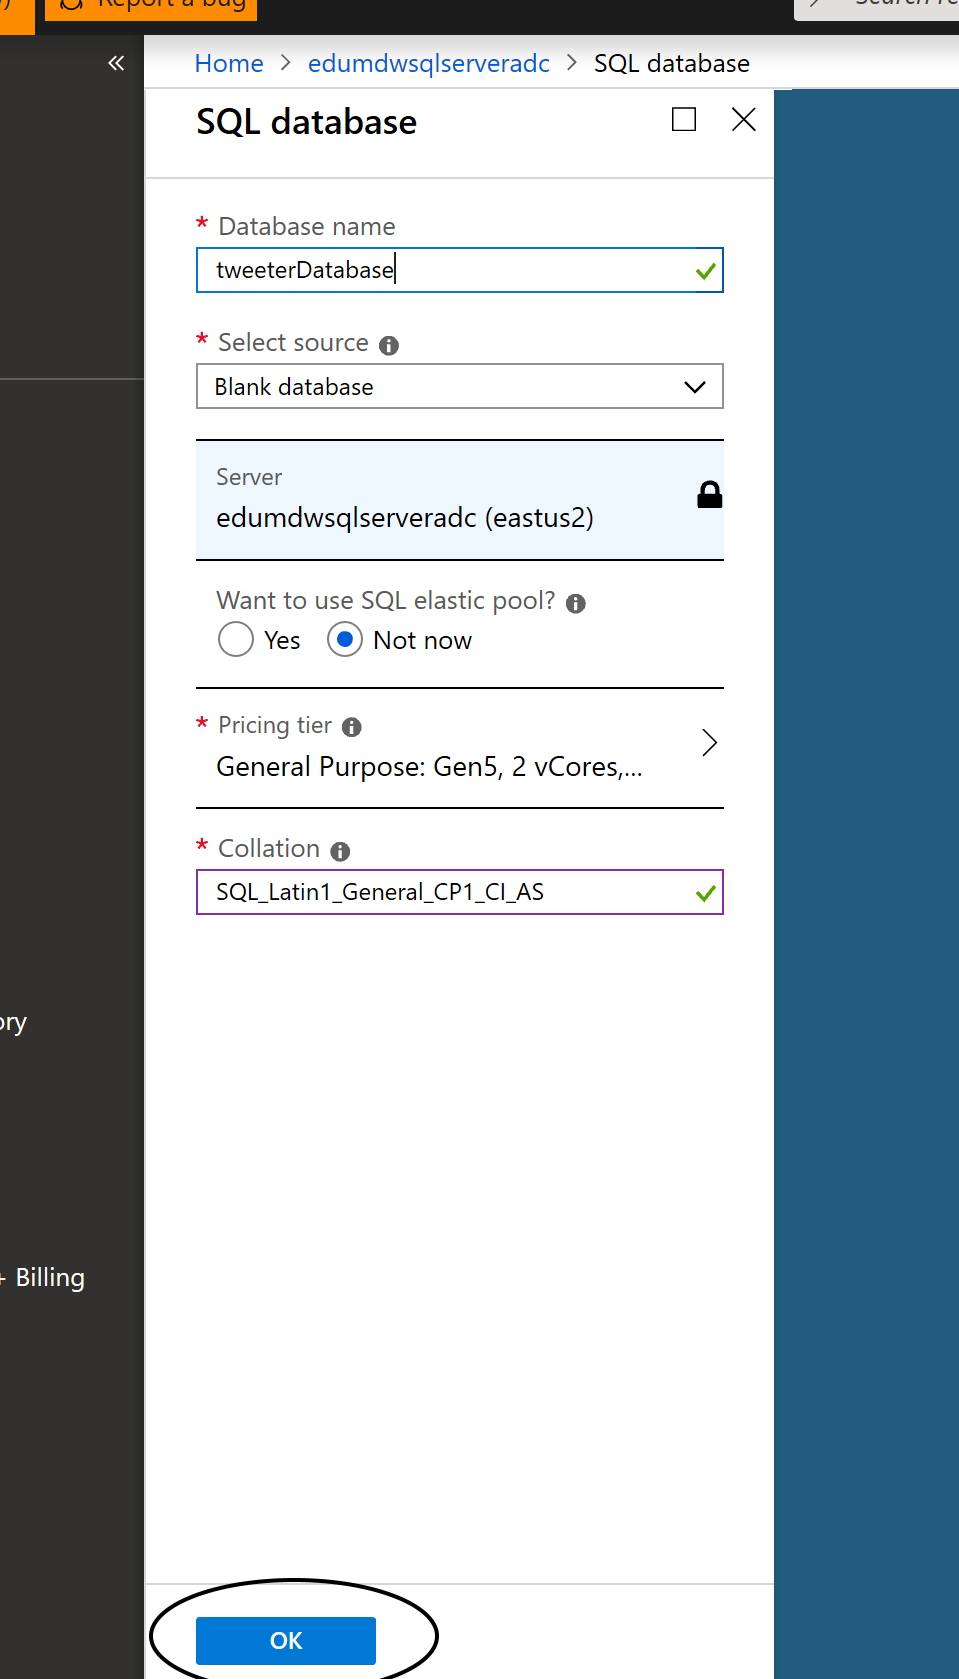 Report a bug
Home > edumdwsqlserveradc > SQL database
SQL database
* Database name
tweeterDatabase
* Select source
Blank database
Server
edumdwsqlserveradc (eastus2)
Want to use SQL elastic pool?
Yes Not now
* Pricing tier
General Purpose: Gen5, 2 vCores,...
* Collation
SQL_Latin1_General_CP1_CI_AS
ory
+ Billing
OK